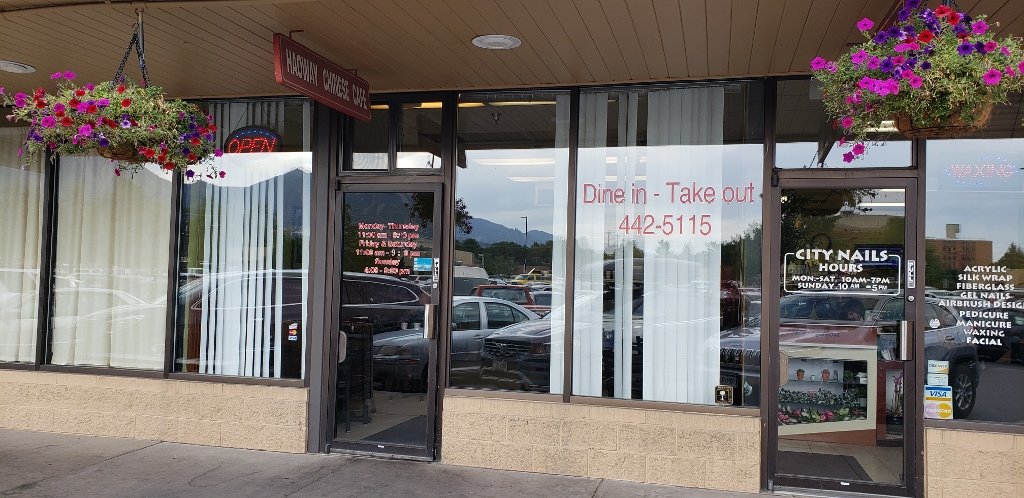 HAGWAY CHINESE CAFE
OPEN
Monday-Thursday
Friday & Saturday
Sunday
Dine in - Take out
442-5115
CITY NAILS
HOURS
MON-SAT. 10AM-7PM
SUNDAY. 10 AM -5PM
WAXING
ACRYLIC
SILK WRAP
FIBERGLASS
GEL NAILS
AIRBRUSH DESIG
PEDICURE
MANICURE
WAXING
FACIAL
VISA